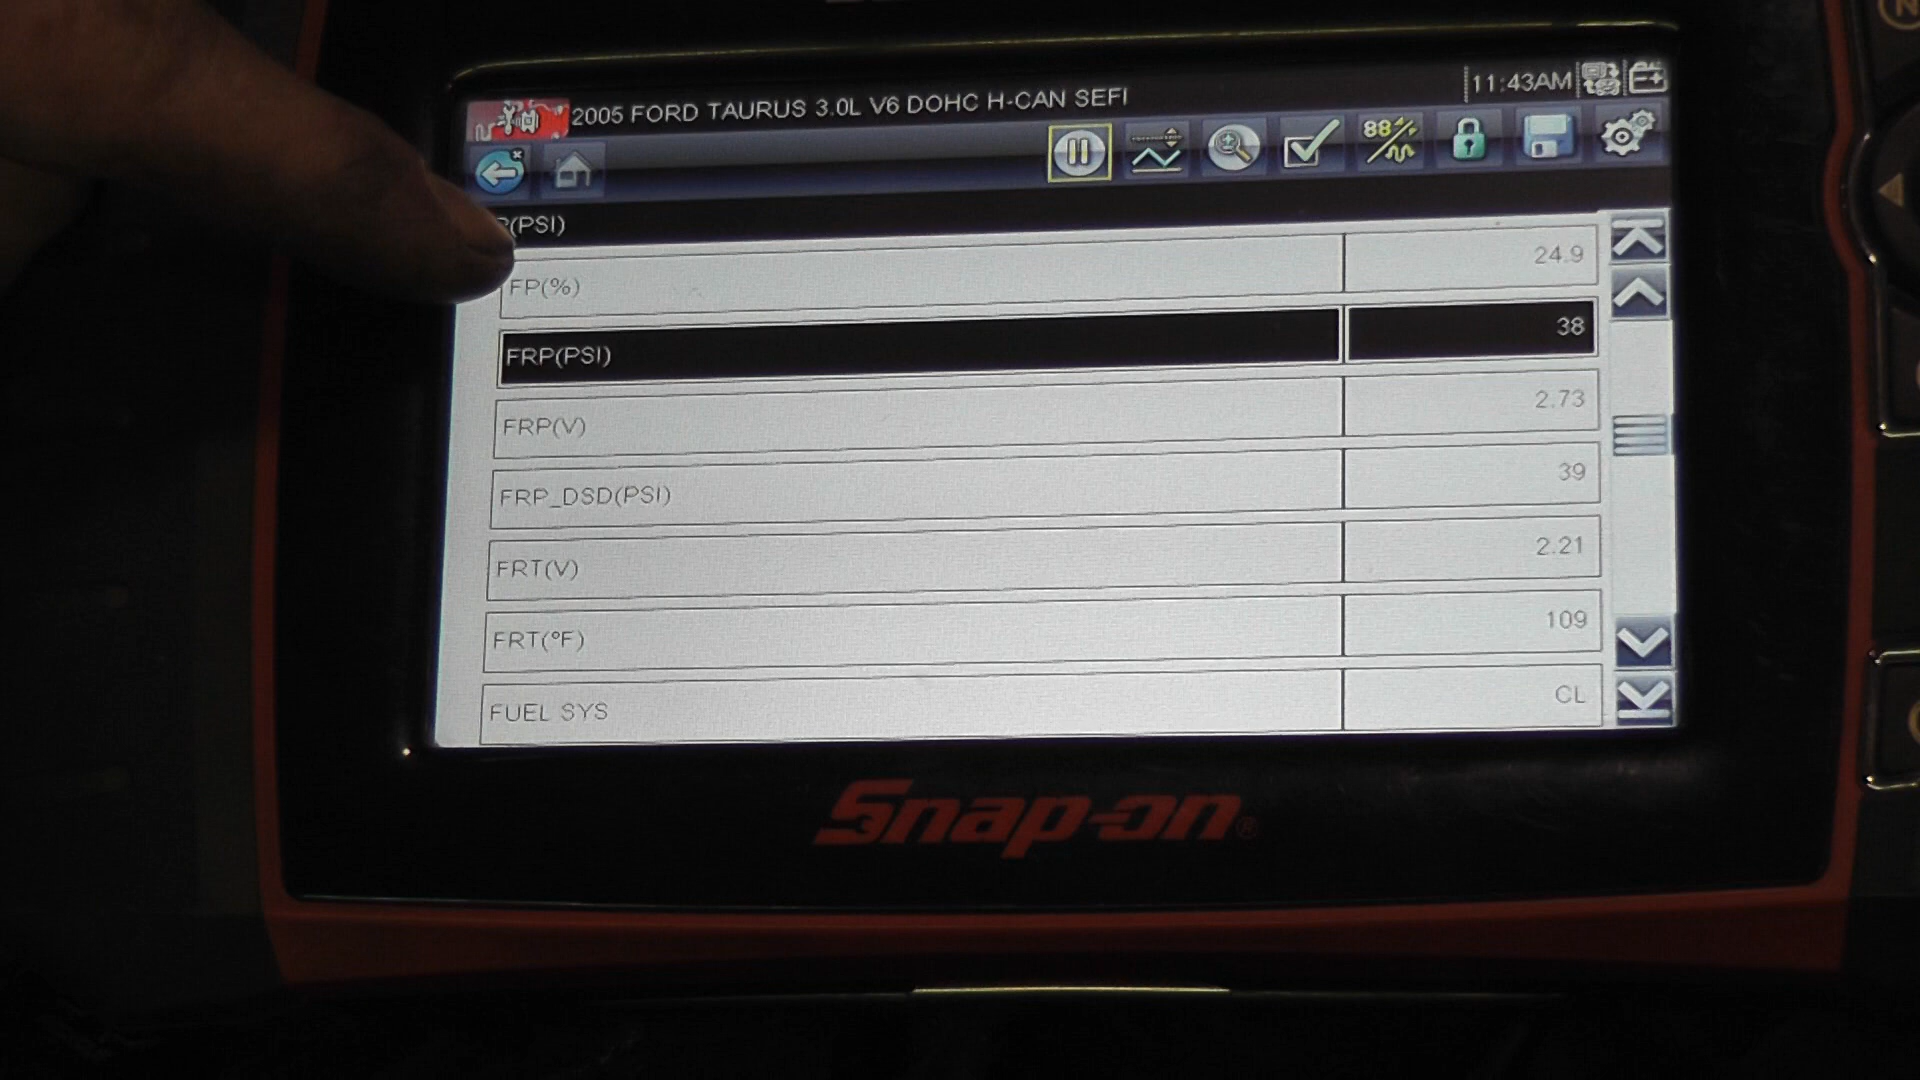 2005 FORD TAURUS 3.0L V6 DOHC H-CAN SEFI
11:43AM
88
(PSI)
FP(%) 24.9
FRP(PSI) 38
FRP(V) 2.73
FRP_DSD(PSI) 39
FRT(V) 2.21
FRT(°F) 109
FUEL SYS CL
Snap-on®
N